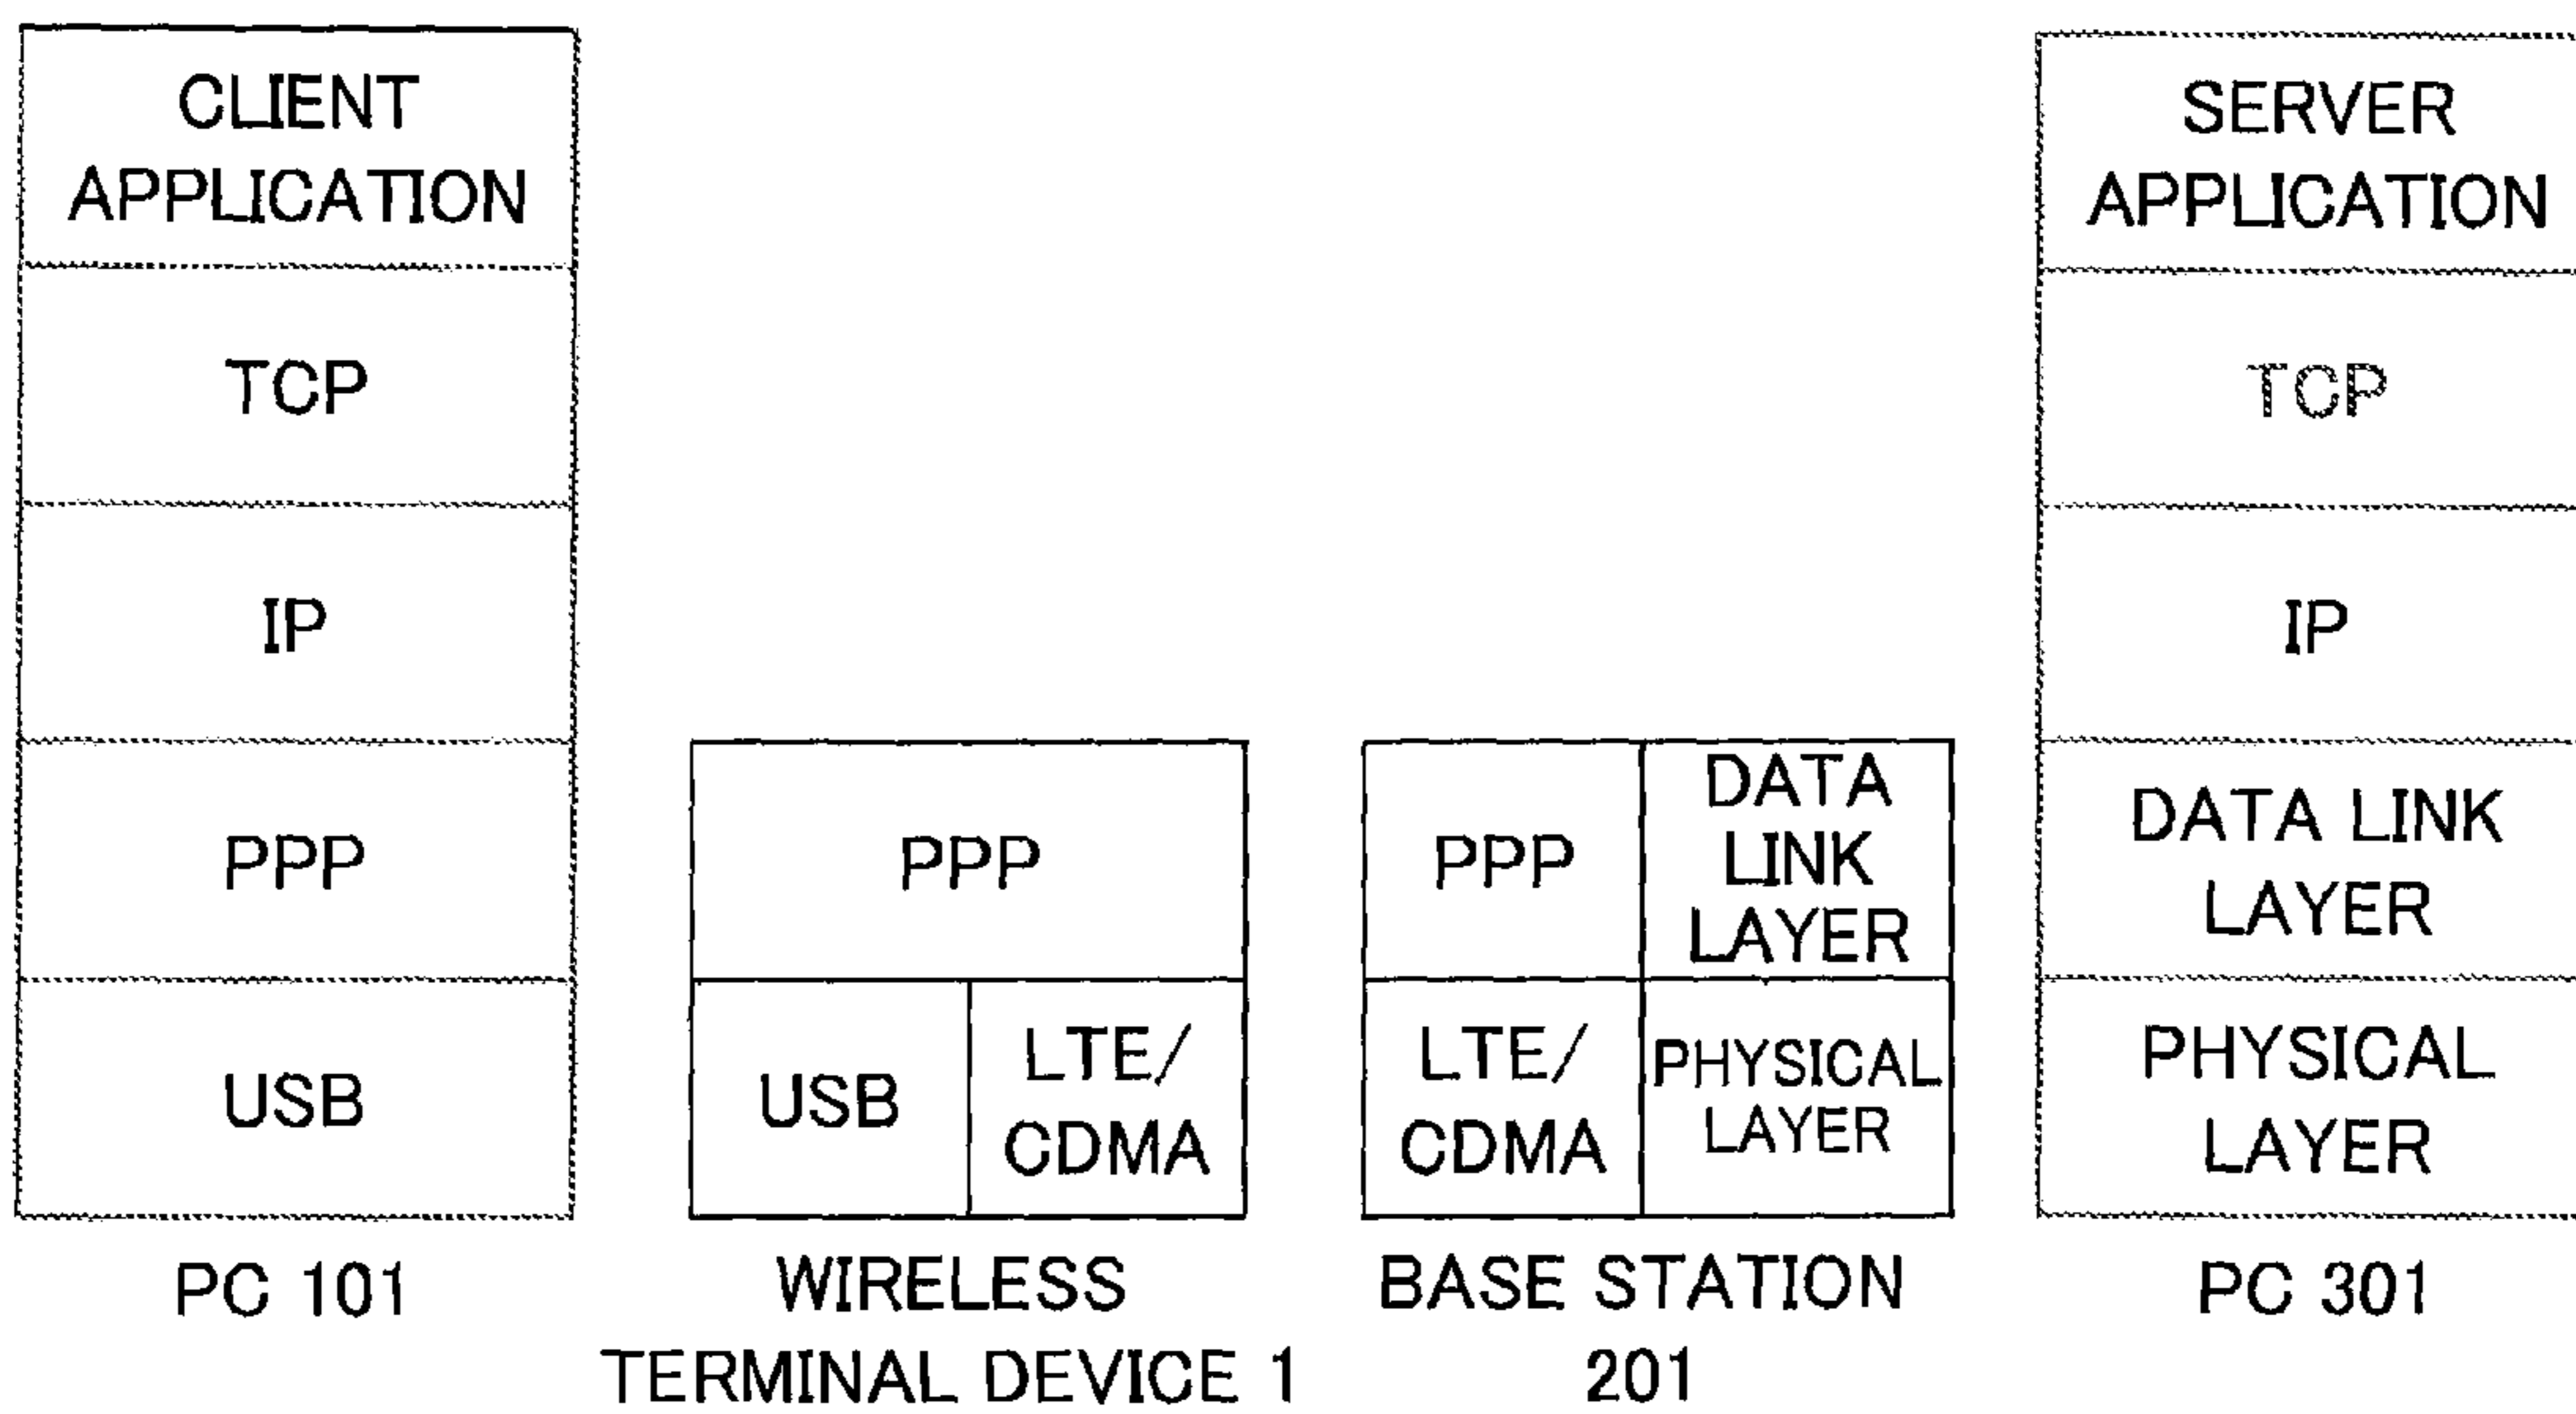 CLIENT
APPLICATION
TCP
IP
PPP
USB
PC 101
PPP
USB
LTE/
CDMA
WIRELESS
TERMINAL DEVICE 1
PPP
DATA
LINK
LAYER
LTE/
CDMA
PHYSICAL
LAYER
BASE STATION
201
SERVER
APPLICATION
TCP
IP
DATA LINK
LAYER
PHYSICAL
LAYER
PC 301